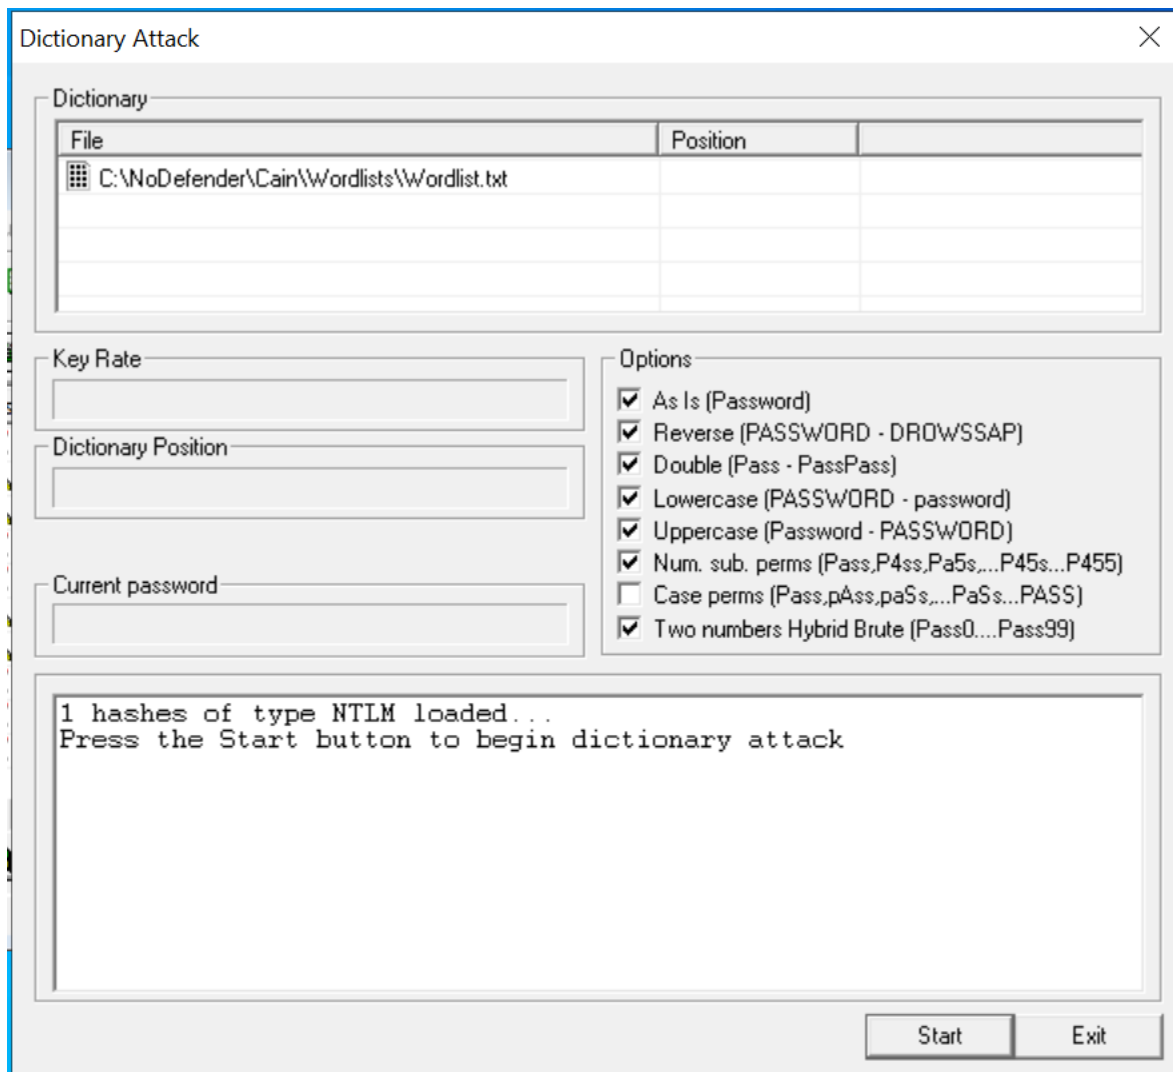 Dictionary Attack
Dictionary
File Position
C:\NoDefender\Cain\Wordlists\Wordlist.txt
Key Rate
Dictionary Position
Current password
Options
As Is (Password)
Reverse (PASSWORD - DROWSSAP)
Double (Pass - PassPass)
Lowercase (PASSWORD - password)
Uppercase (Password - PASSWORD)
Num. sub. perms (Pass,P4ss,Pa5s,...P45s...P455)
Case perms (Pass,pAss,paSs,...PaSs...PASS)
Two numbers Hybrid Brute (Pass0....Pass99)
1 hashes of type NTLM loaded...
Press the Start button to begin dictionary attack
Start Exit